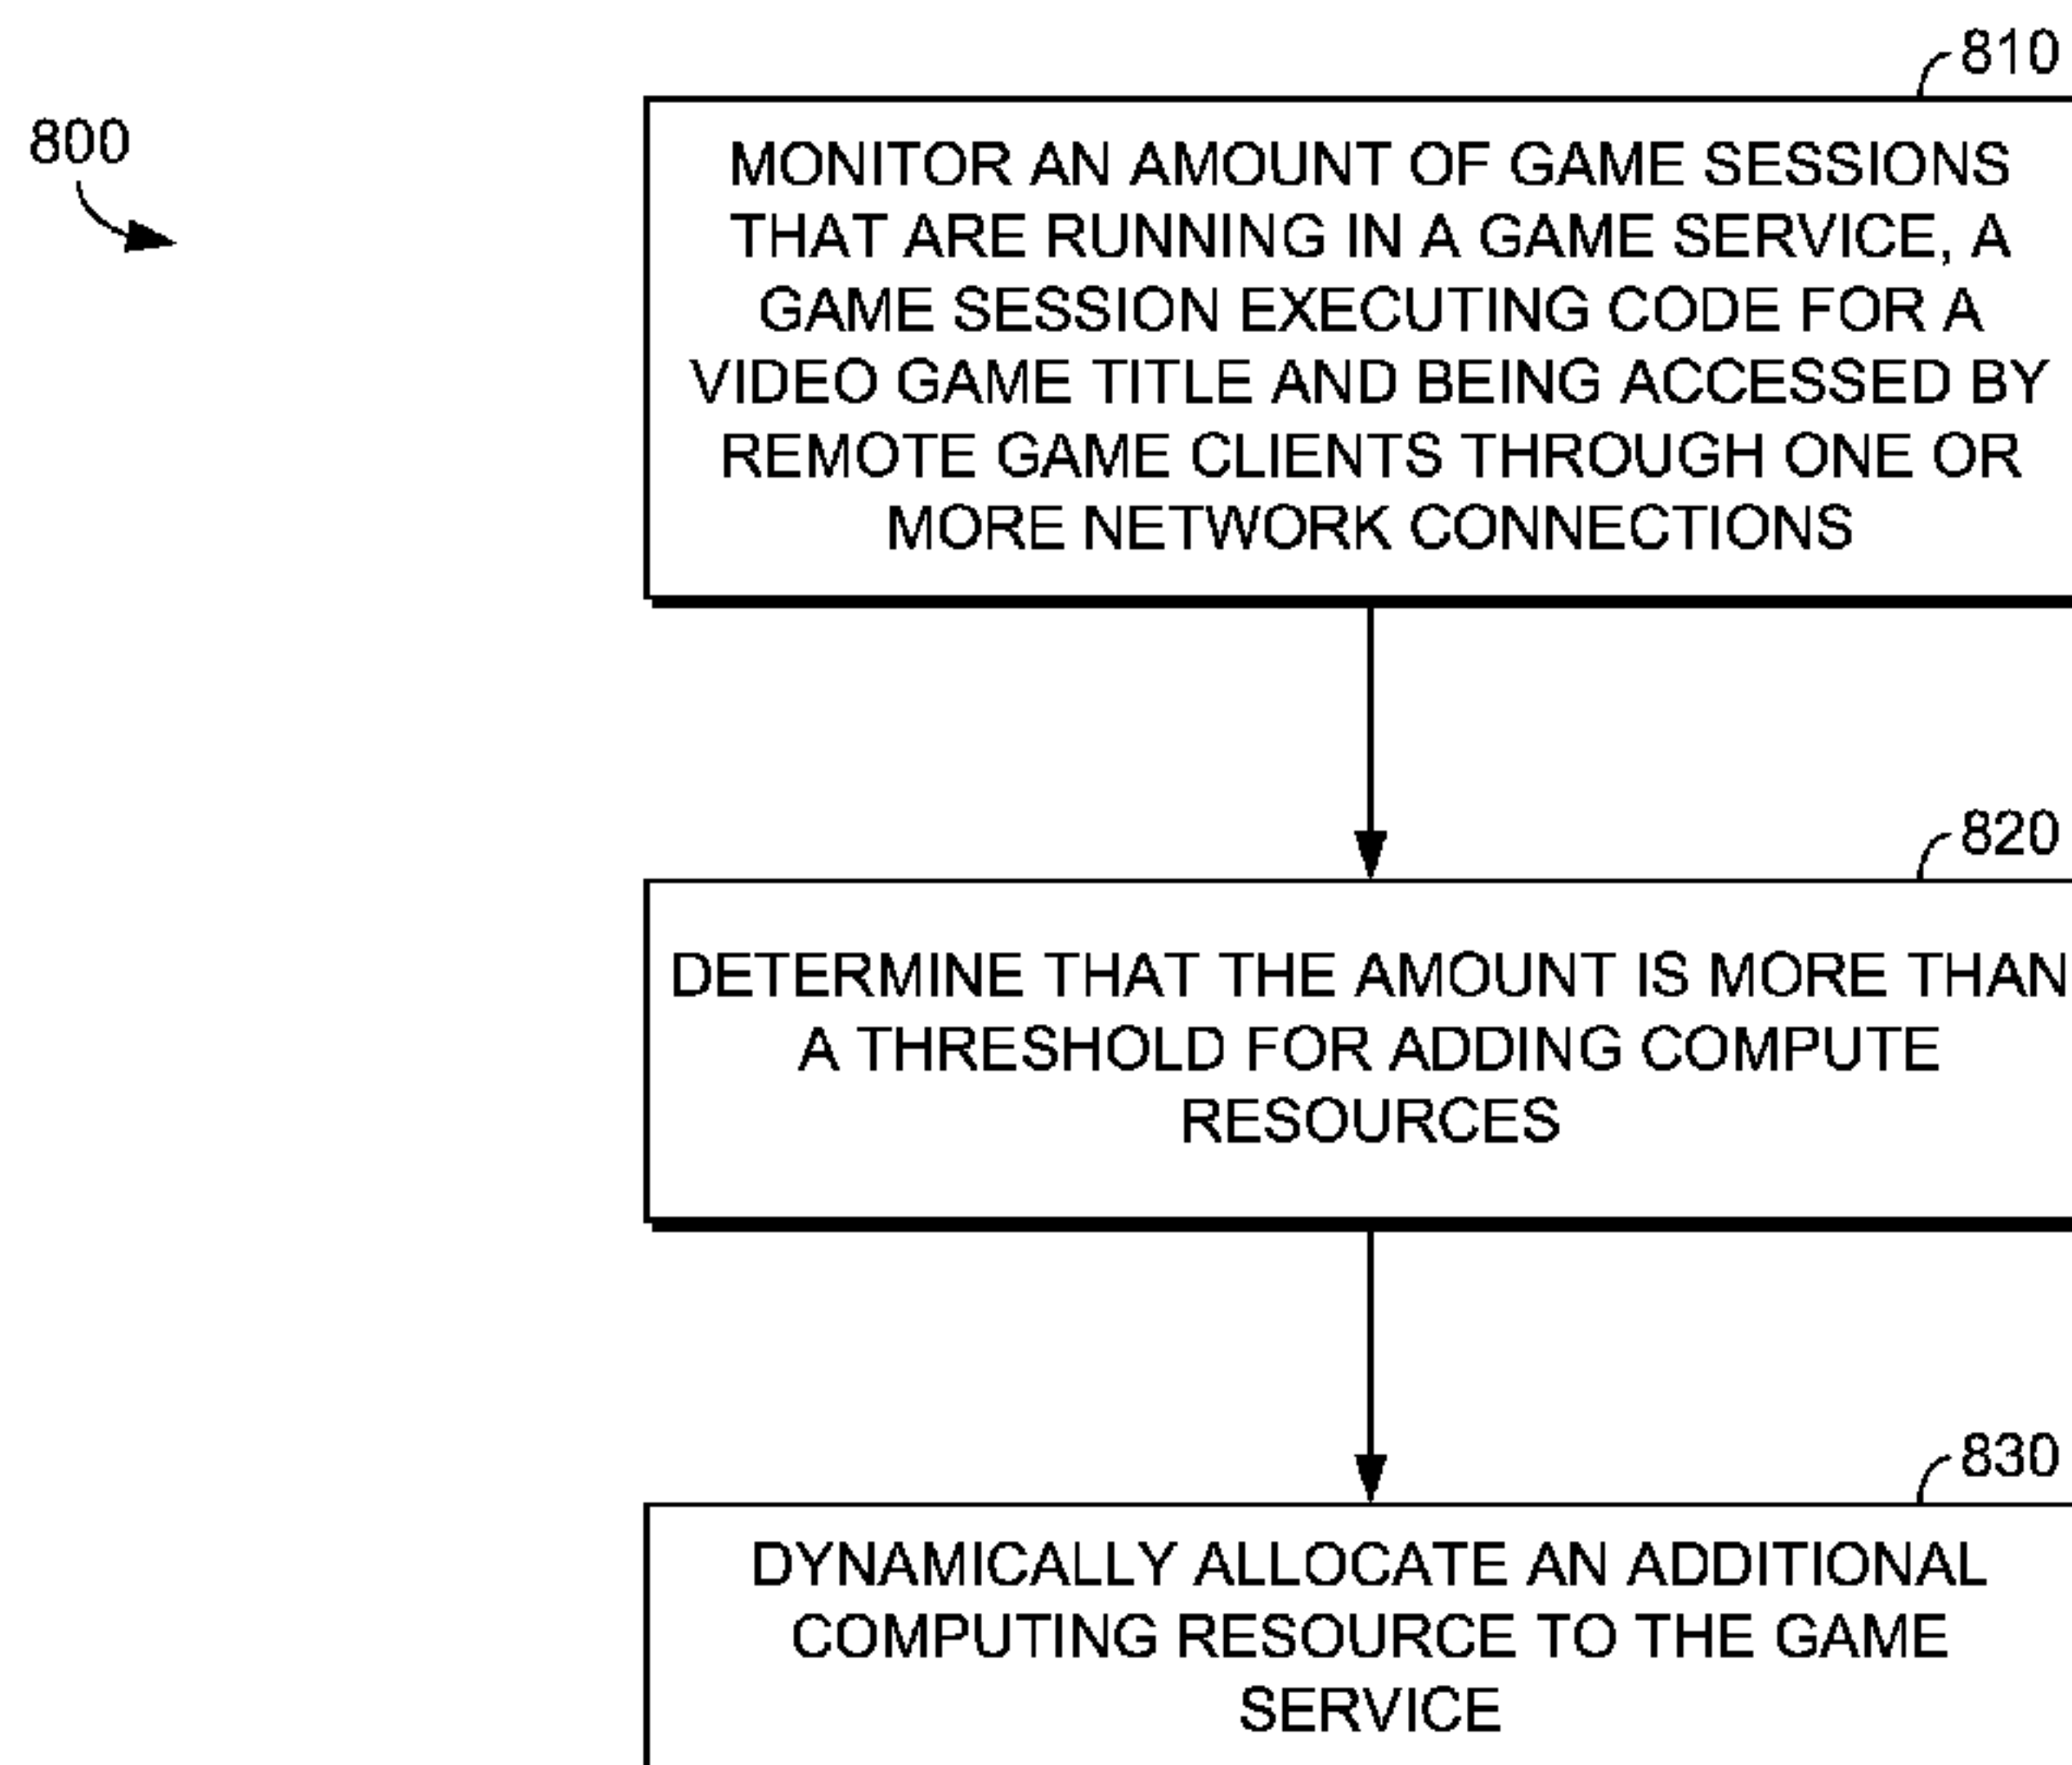 800
810
MONITOR AN AMOUNT OF GAME SESSIONS
THAT ARE RUNNING IN A GAME SERVICE, A
GAME SESSION EXECUTING CODE FOR A
VIDEO GAME TITLE AND BEING ACCESSED BY
REMOTE GAME CLIENTS THROUGH ONE OR
MORE NETWORK CONNECTIONS
820
DETERMINE THAT THE AMOUNT IS MORE THAN
A THRESHOLD FOR ADDING COMPUTE
RESOURCES
830
DYNAMICALLY ALLOCATE AN ADDITIONAL
COMPUTING RESOURCE TO THE GAME
SERVICE